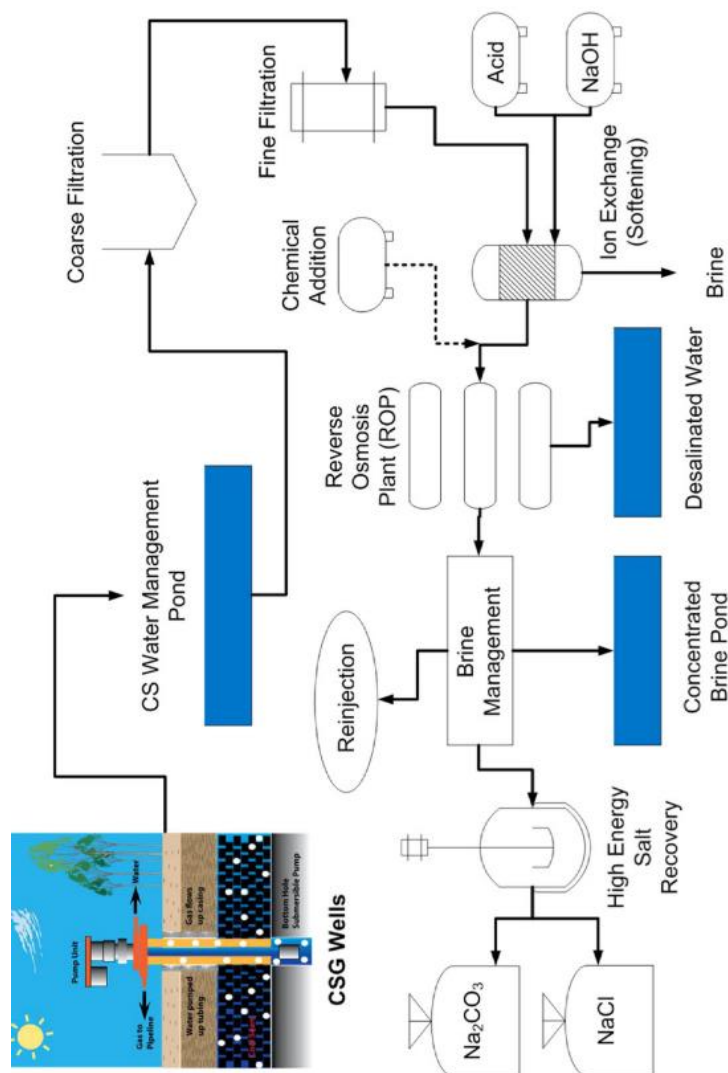 Pump Unit
Gas to
Pipeline
Water
Water pumped
up tubing
Gas flows
up casing
Bottom Hole
Submersible Pump
CSG Wells
CS Water Management
Pond
Coarse Filtration
Fine Filtration
Acid
NaOH
Ion Exchange
(Softening)
Brine
Chemical
Addition
Reverse
Osmosis
Plant (ROP)
Desalinated Water
Brine
Management
Reinjection
Concentrated
Brine Pond
High Energy
Salt
Recovery
Na₂CO₃
NaCl